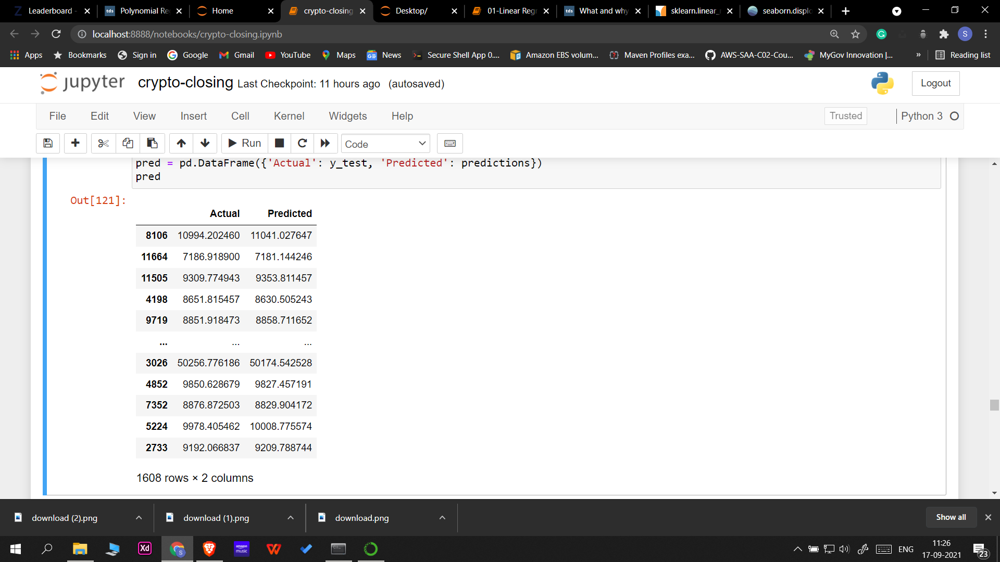 Leaderboard -
Polynomial Re
Home
crypto-closing
Desktop/
01-Linear Regr
What and why
sklearn.linear_
seaborn.displo
localhost:8888/notebooks/crypto-closing.ipynb
S
Apps
Bookmarks
Sign in
Google
Gmail
YouTube
Maps
News
Secure Shell App 0....
Amazon EBS volum...
Maven Profiles exa...
AWS-SAA-C02-Cou...
MyGov Innovation |...
»
Reading list
jupyter
crypto-closing Last Checkpoint: 11 hours ago (autosaved)
Logout
File Edit View Insert Cell Kernel Widgets Help
Trusted
Python 3
Run
Code
pred = pd.DataFrame({'Actual': y_test, 'Predicted': predictions})
pred
Out[121]:
Actual Predicted
8106 10994.202460 11041.027647
11664 7186.918900 7181.144246
11505 9309.774943 9353.811457
4198 8651.815457 8630.505243
9719 8851.918473 8858.711652
... ... ...
3026 50256.776186 50174.542528
4852 9850.628679 9827.457191
7352 8876.872503 8829.904172
5224 9978.405462 10008.775574
2733 9192.066837 9209.788744
1608 rows × 2 columns
download (2).png
download (1).png
download.png
Show all
Xd
amazon music
ENG
11:26
17-09-2021
23